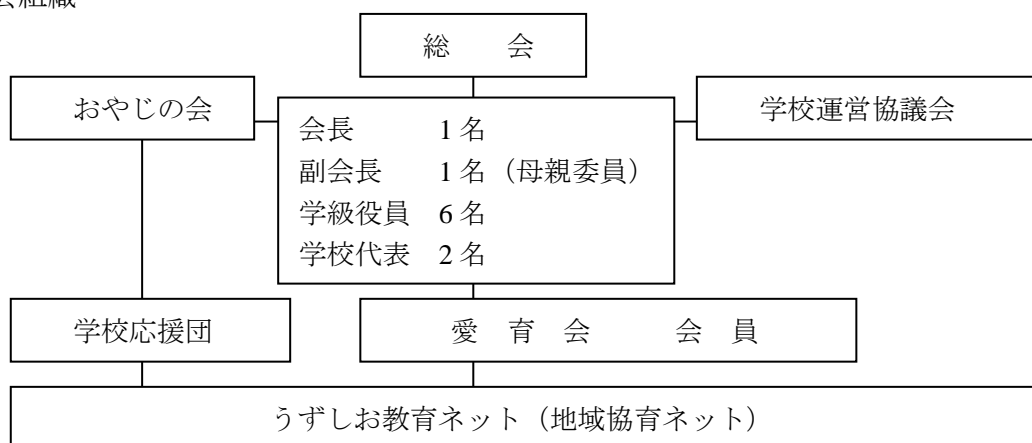 会組織
総　　会
おやじの会
学校運営協議会
会長　　　1 名
副会長　　1 名（母親委員）
学級役員　6 名
学校代表　2 名
学校応援団
愛　育　会　　　会　員
うずしお教育ネット（地域協育ネット）